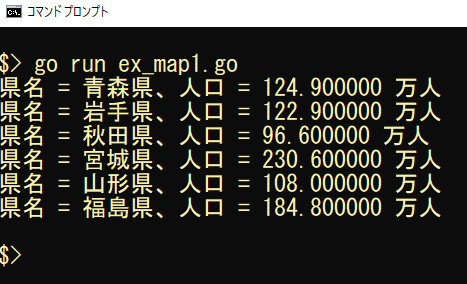 コマンド プロンプト
$> go run ex_map1.go
県名 = 青森県、人口 = 124.900000 万人
県名 = 岩手県、人口 = 122.900000 万人
県名 = 秋田県、人口 = 96.600000 万人
県名 = 宮城県、人口 = 230.600000 万人
県名 = 山形県、人口 = 108.000000 万人
県名 = 福島県、人口 = 184.800000 万人
$>